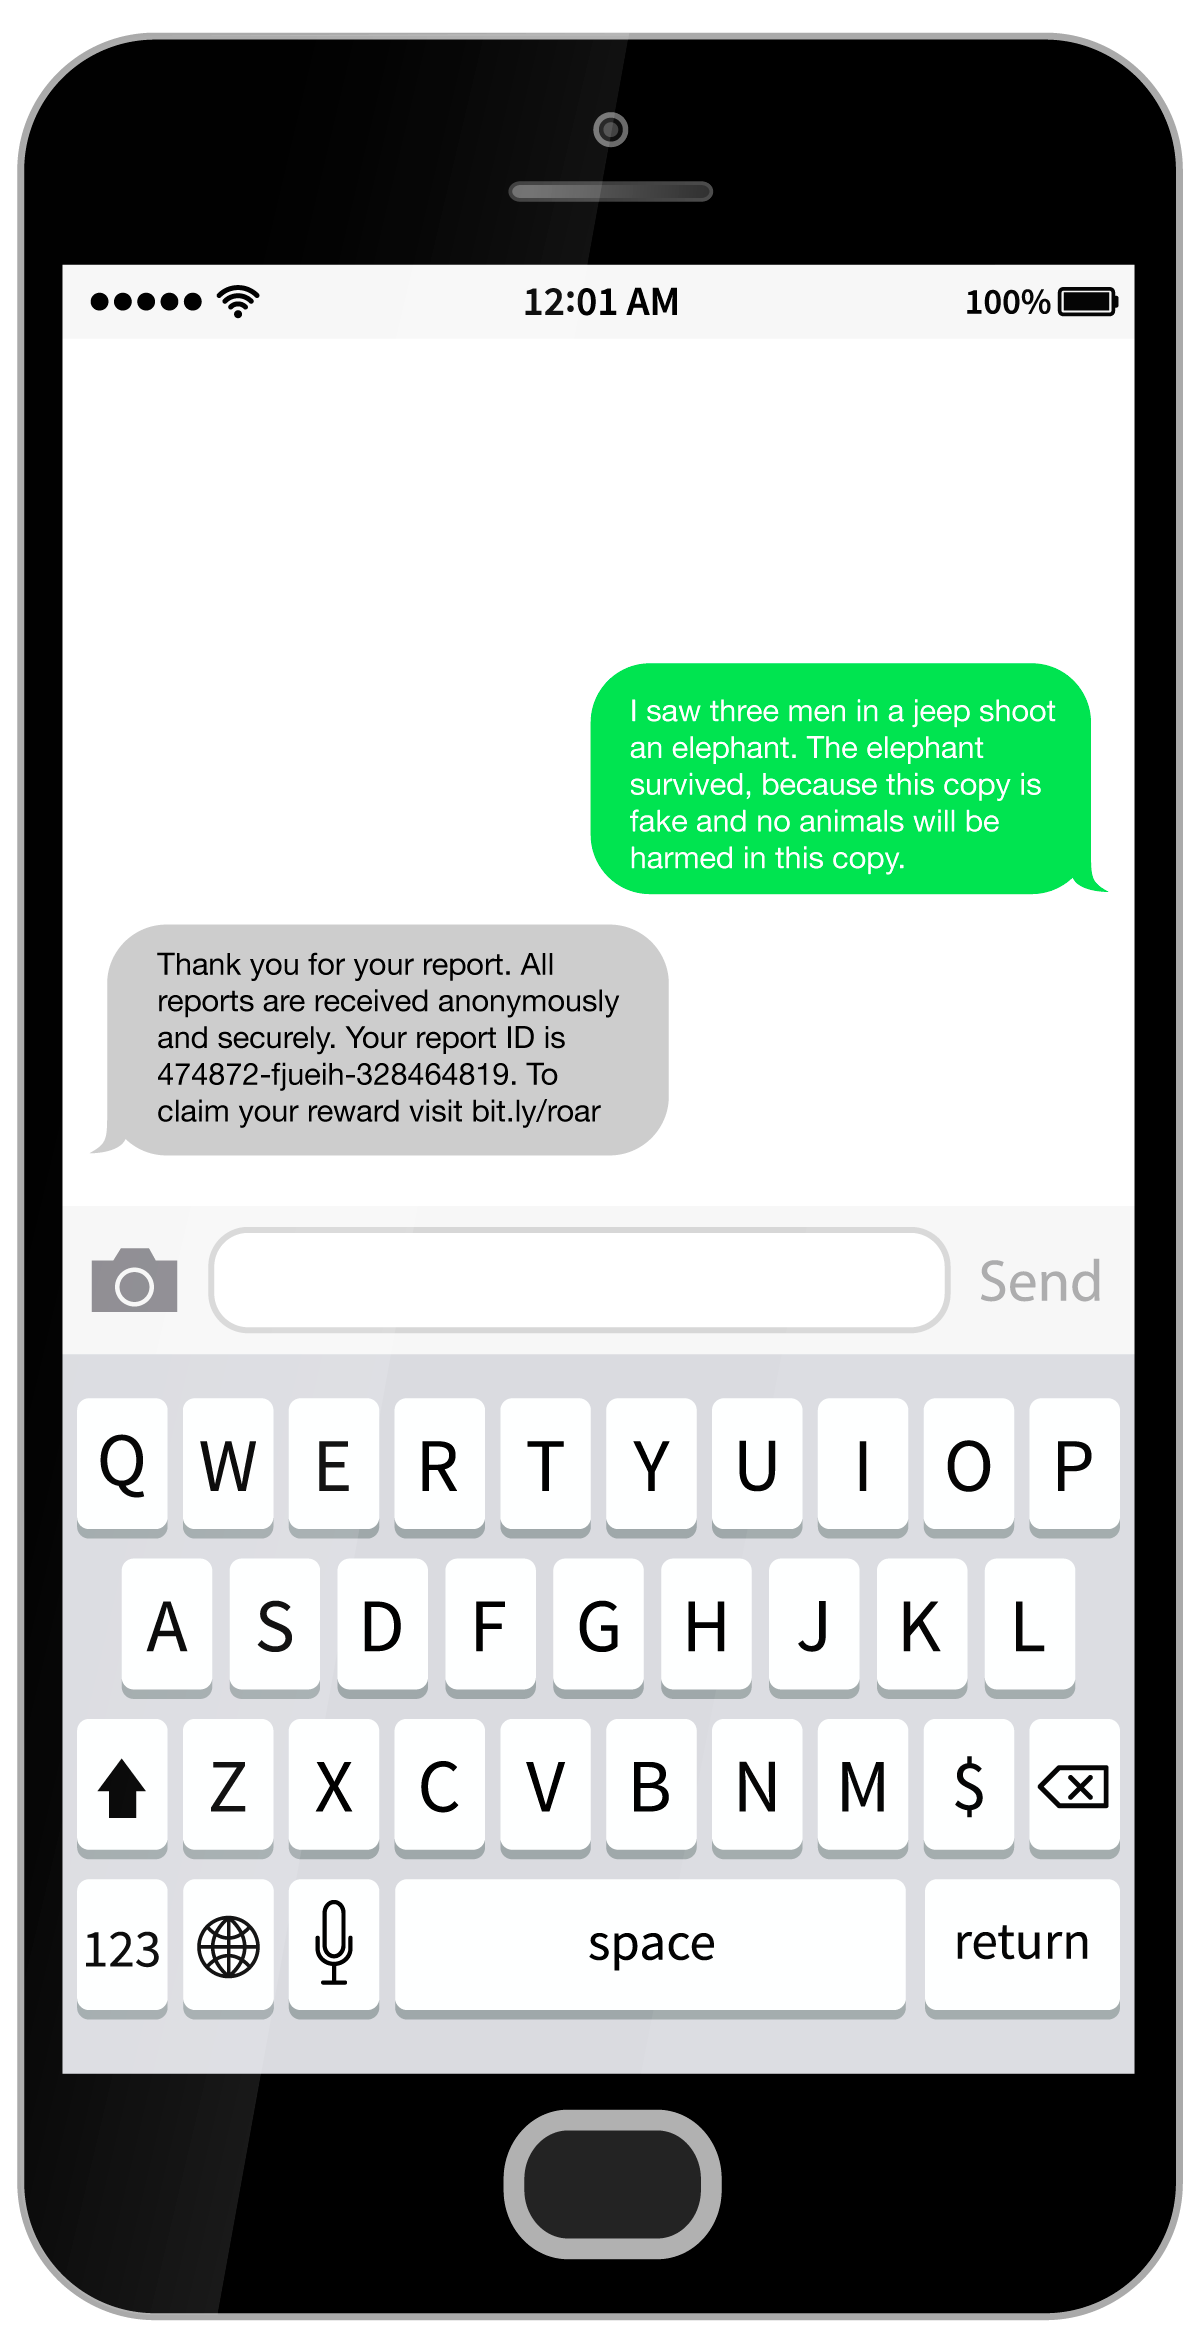 12:01 AM 100%
I saw three men in a jeep shoot
an elephant. The elephant
survived, because this copy is
fake and no animals will be
harmed in this copy.
Thank you for your report. All
reports are received anonymously
and securely. Your report ID is
474872-fjueih-328464819. To
claim your reward visit bit.ly/roar
Send
Q W E R T Y U I O P
A S D F G H J K L
Z X C V B N M $
123 space return